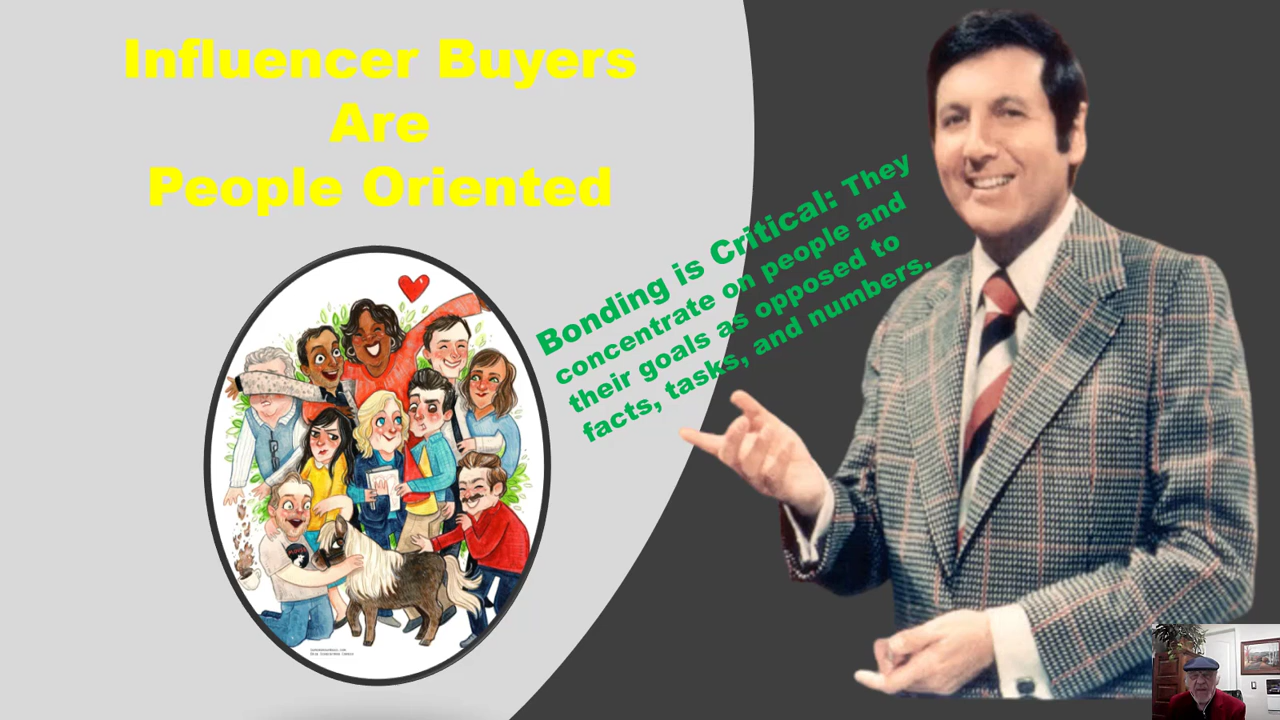 Influencer Buyers
Are
People Oriented
Bonding is Critical: They
concentrate on people and
their goals as opposed to
facts, tasks, and numbers.